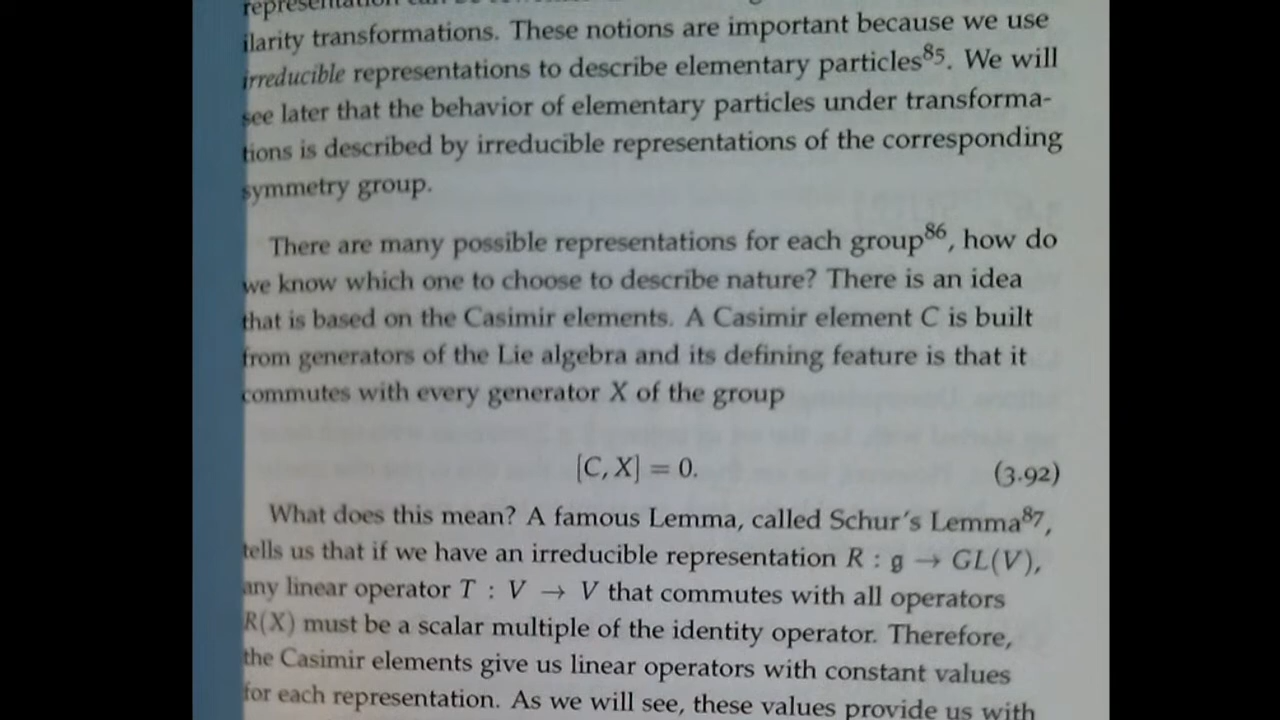 representation can be
ilarity transformations. These notions are important because we use
irreducible representations to describe elementary particles85. We will
see later that the behavior of elementary particles under transforma-
tions is described by irreducible representations of the corresponding
symmetry group.
There are many possible representations for each group86, how do
we know which one to choose to describe nature? There is an idea
that is based on the Casimir elements. A Casimir element C is built
from generators of the Lie algebra and its defining feature is that it
commutes with every generator X of the group
[C, X] = 0. (3.92)
What does this mean? A famous Lemma, called Schur's Lemma87,
tells us that if we have an irreducible representation R : g → GL(V),
any linear operator T : V → V that commutes with all operators
R(X) must be a scalar multiple of the identity operator. Therefore,
the Casimir elements give us linear operators with constant values
for each representation. As we will see, these values provide us with